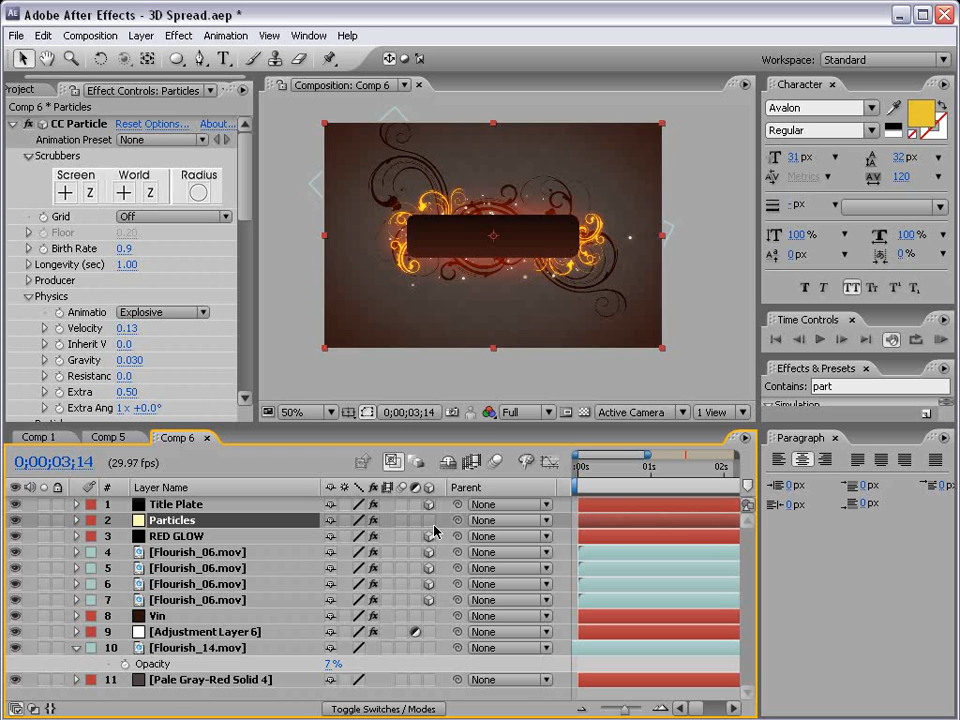 Adobe After Effects - 3D Spread.aep *
File Edit Composition Layer Effect Animation View Window Help
Workspace: Standard
Project
Effect Controls: Particles
Comp 6 * Particles
CC Particle Reset Options... About...
Animation Preset None
Scrubbers
Screen World Radius
Z Z
Grid Off
Floor 0.20
Birth Rate 0.9
Longevity (sec) 1.00
Producer
Physics
Animatio Explosive
Velocity 0.13
Inherit V 0.0
Gravity 0.030
Resistanc 0.0
Extra 0.50
Extra Ang 1 x +0.0°
Composition: Comp 6
50% 0;00;03;14 Full Active Camera 1 View
Character
Avalon
Regular
31 px 32 px
Metrics 120
- px
100 % 100 %
0 px 0 %
T T TT Tr T¹ T₁
Time Controls
Effects & Presets
Contains: part
Simulation
Comp 1 Comp 5 Comp 6
0;00;03;14 (29.97 fps)
:00s 01s 02s
# Layer Name Parent
1 Title Plate None
2 Particles None
3 RED GLOW None
4 [Flourish_06.mov] None
5 [Flourish_06.mov] None
6 [Flourish_06.mov] None
7 [Flourish_06.mov] None
8 Vin None
9 [Adjustment Layer 6] None
10 [Flourish_14.mov] None
Opacity 7 %
11 [Pale Gray-Red Solid 4] None
Toggle Switches / Modes
Paragraph
0 px 0 px 0 px
0 px 0 px